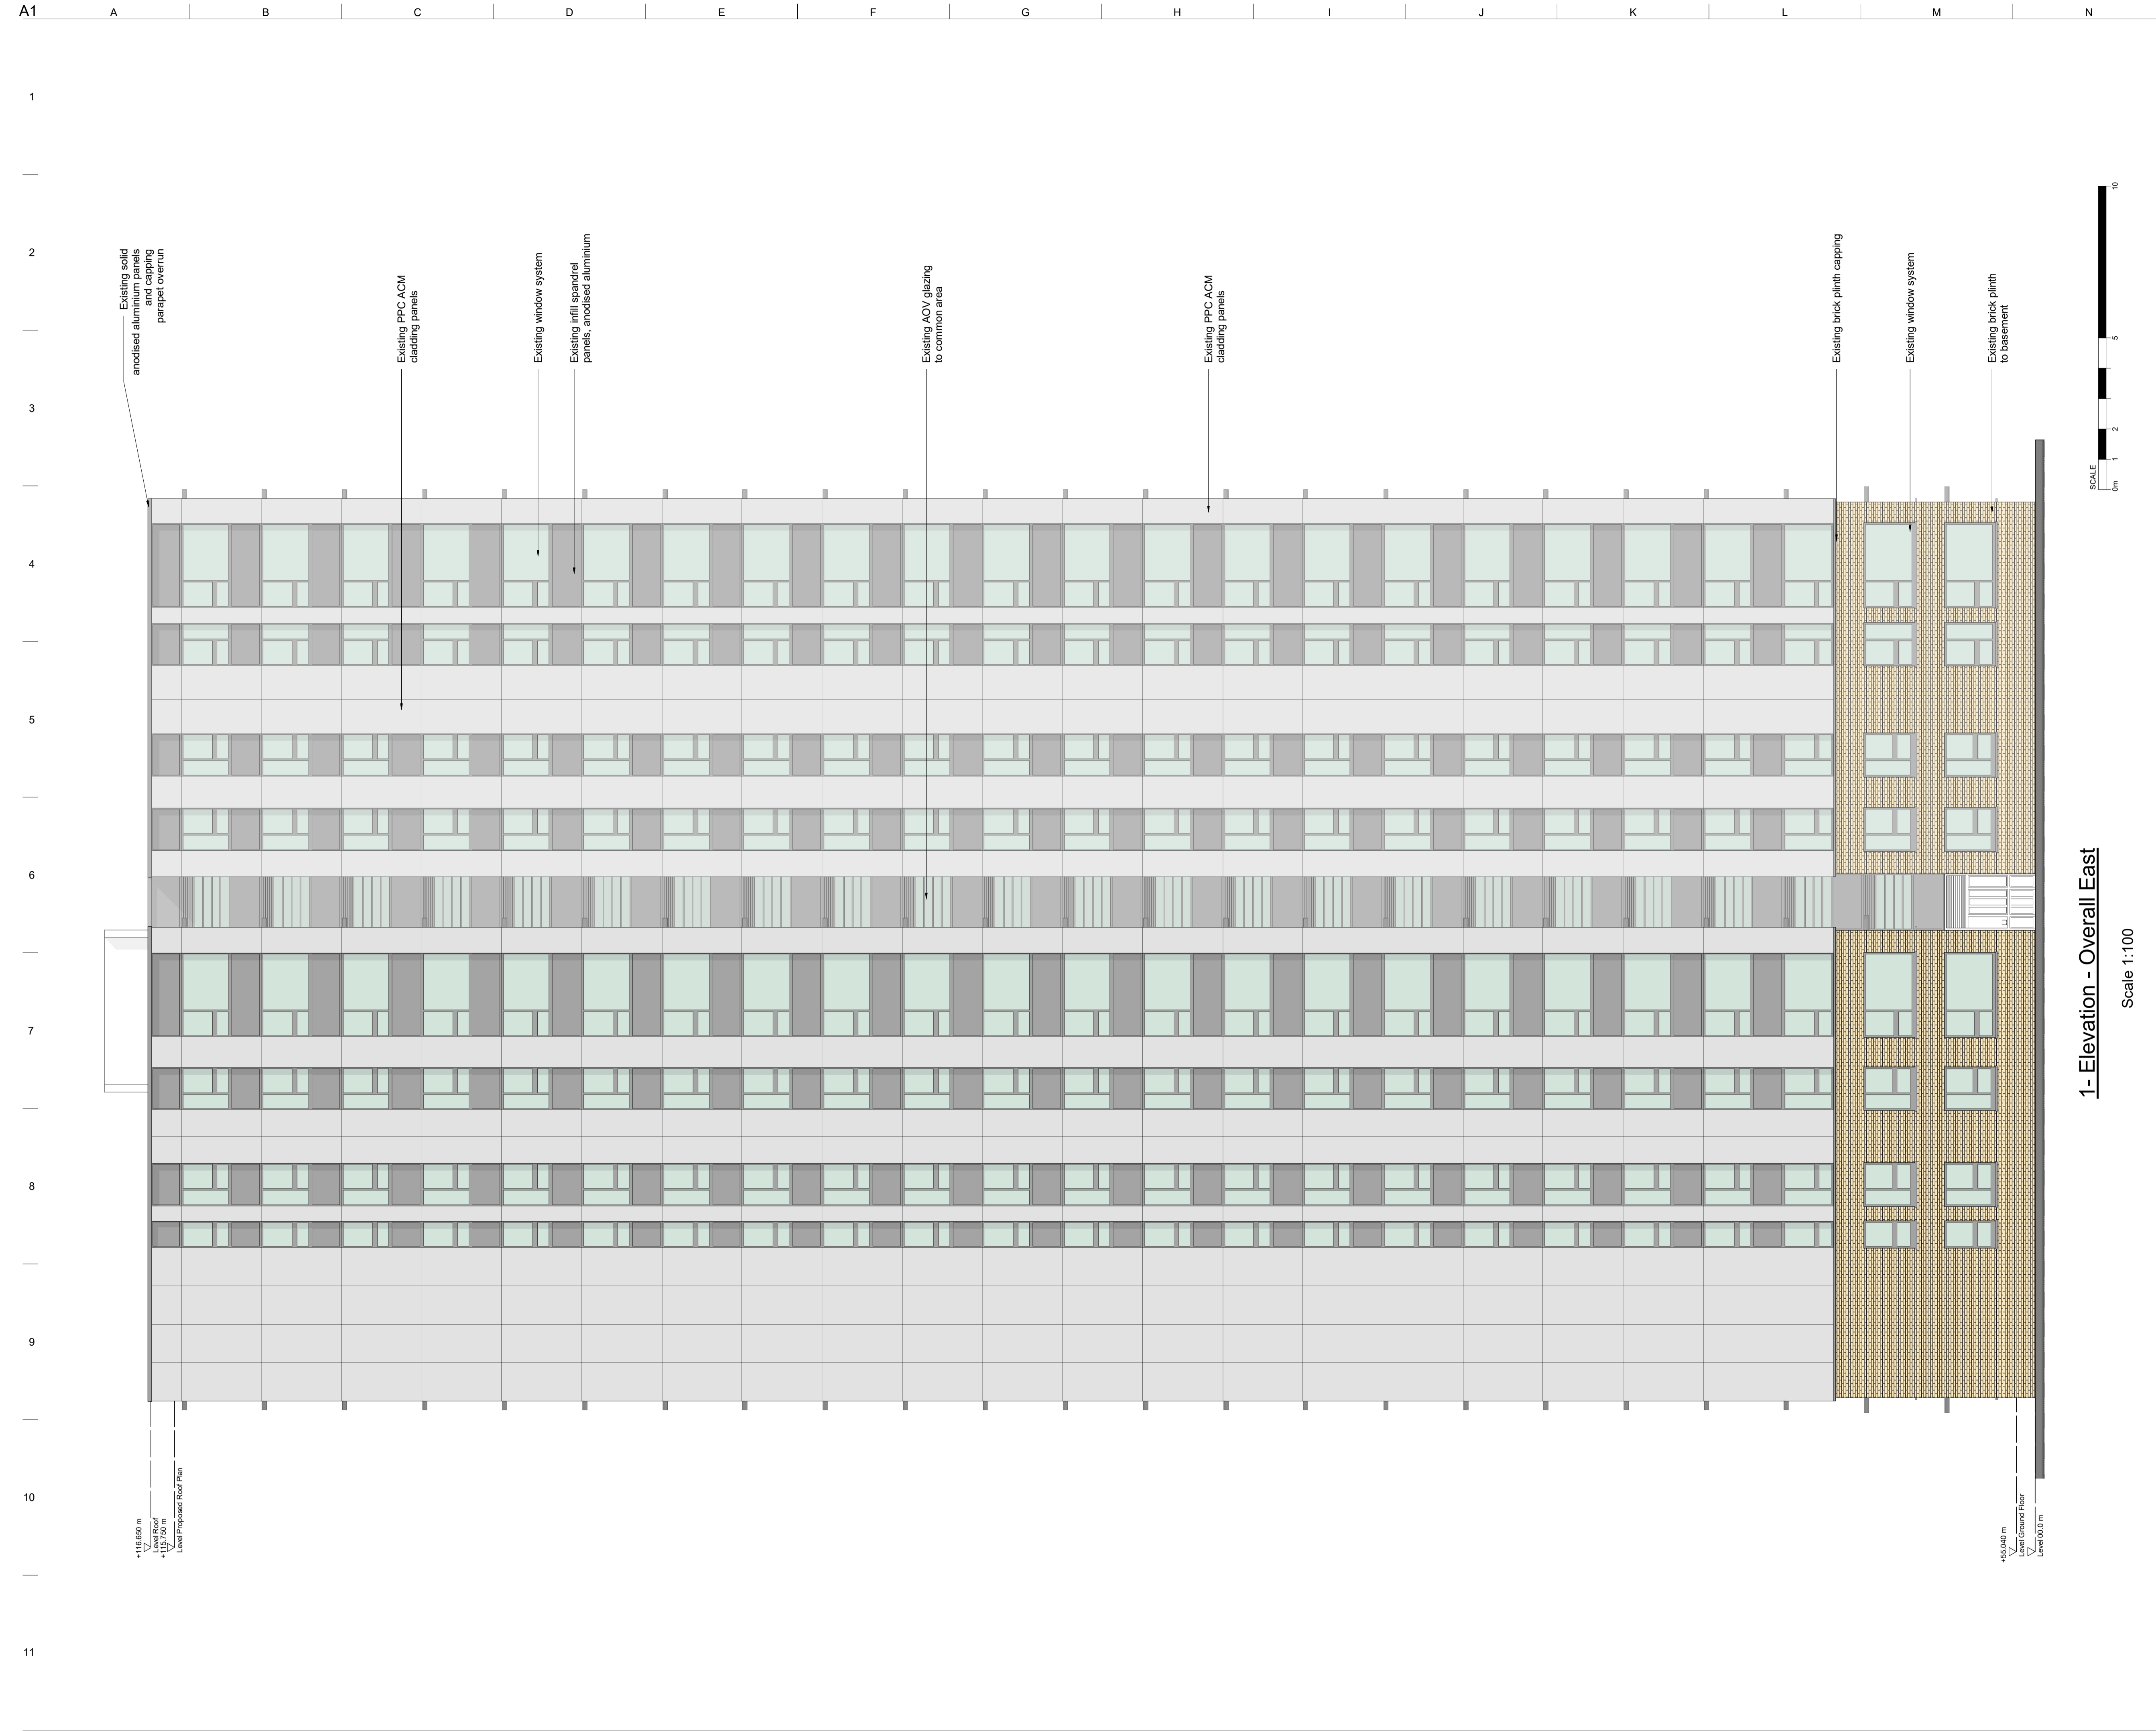 A1
A
B
C
D
E
F
G
H
I
J
K
L
M
N
1
2
3
4
5
6
7
8
9
10
11
Existing solid
anodised aluminium panels
and capping
parapet overrun
Existing PPC ACM
cladding panels
Existing window system
Existing infill spandrel
panels, anodised aluminium
Existing AOV glazing
to common area
Existing PPC ACM
cladding panels
Existing brick plinth capping
Existing window system
Existing brick plinth
to basement
SCALE
0m
1
2
5
10
+116.650 m
Level Roof
+115.750 m
Level Proposed Roof Plan
+55.040 m
Level Ground Floor
Level 00.0 m
1- Elevation - Overall East
Scale 1:100